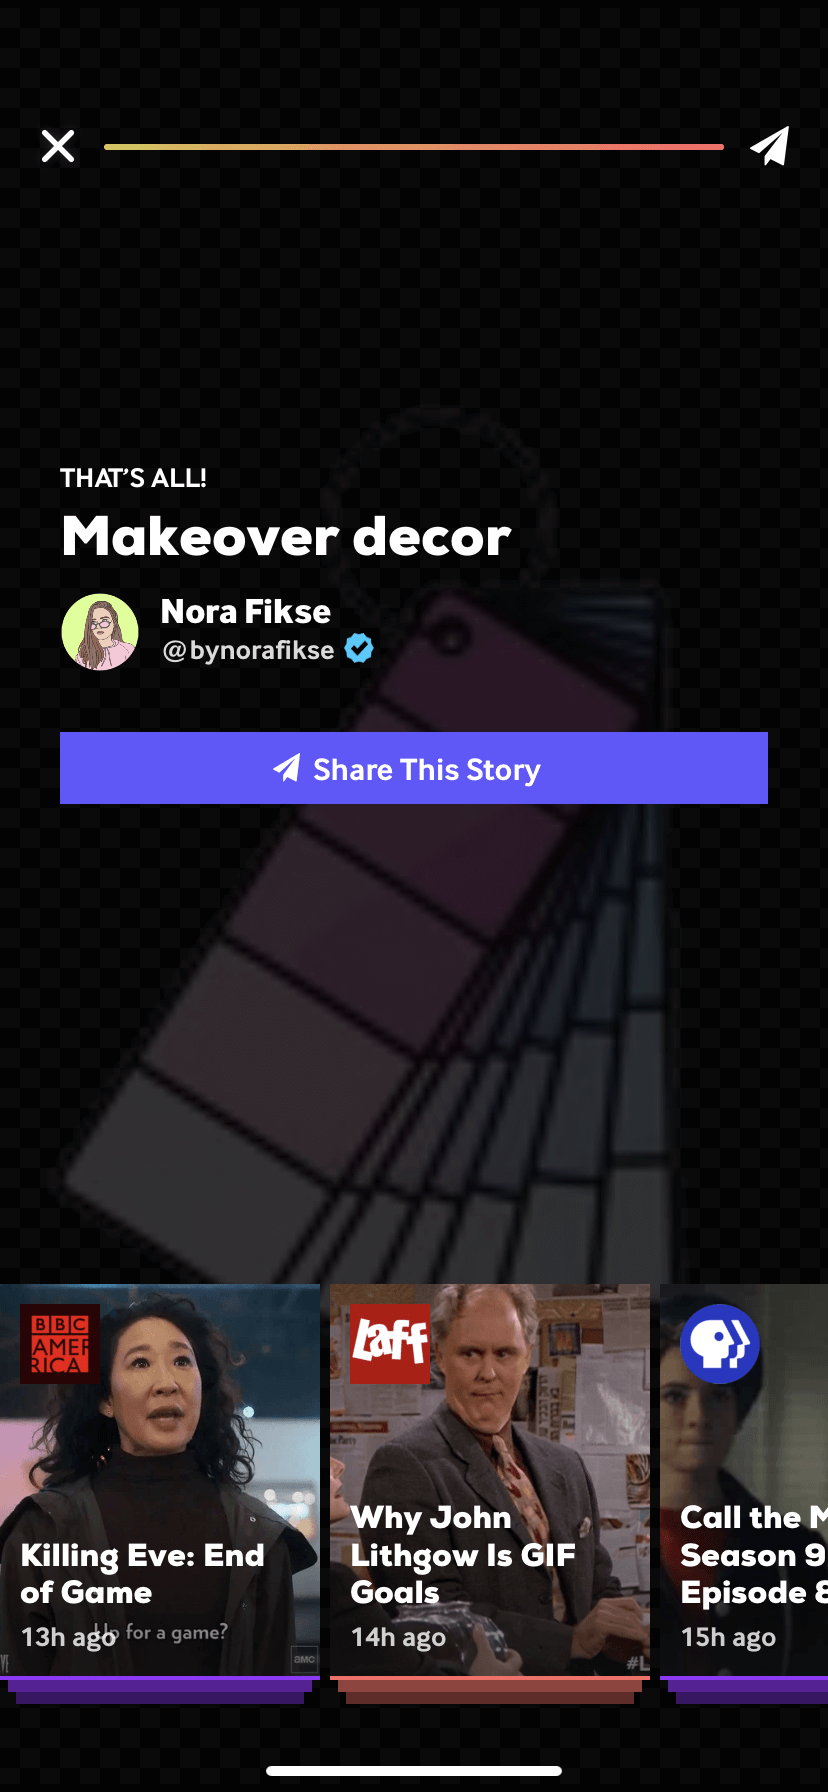 THAT'S ALL!
Makeover decor
Nora Fikse
@bynorafikse
Share This Story
BBC
AMER
RICA
Killing Eve: End
of Game
13h ago
for a game?
amc
Laff
Why John
Lithgow Is GIF
Goals
14h ago
#L
Call the M
Season 9
Episode 8
15h ago